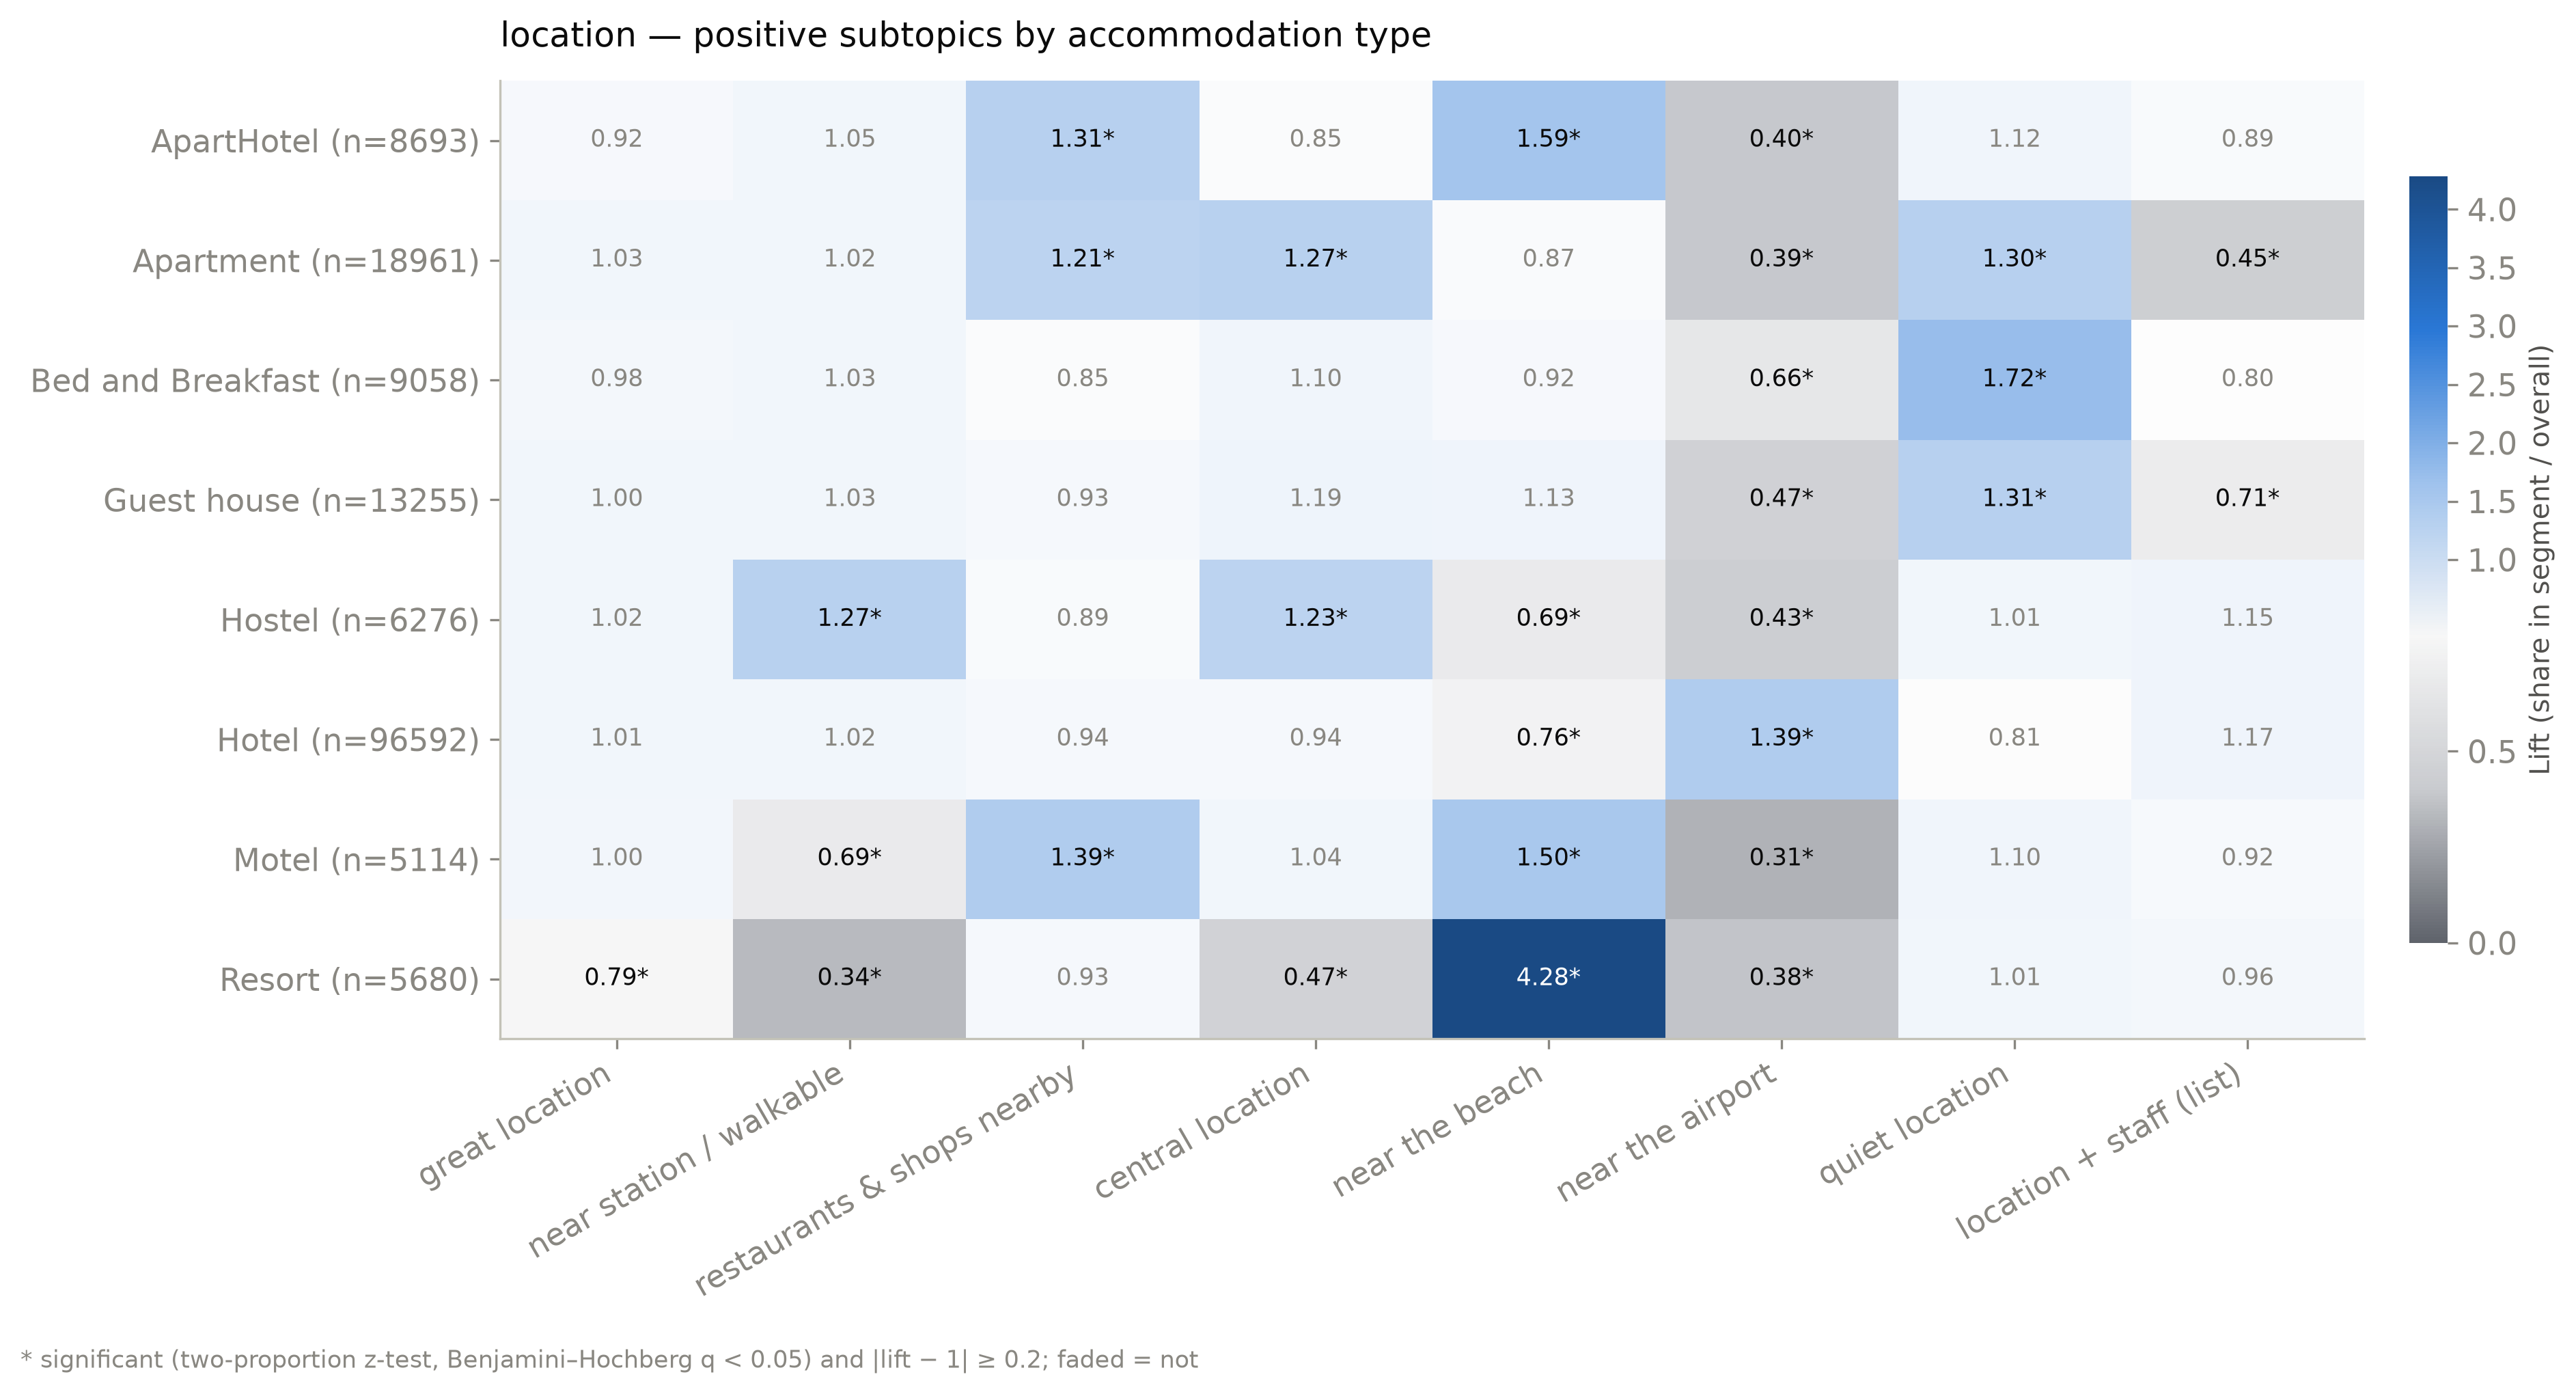 location — positive subtopics by accommodation type
ApartHotel (n=8693) 0.92 1.05 1.31* 0.85 1.59* 0.40* 1.12 0.89
Apartment (n=18961) 1.03 1.02 1.21* 1.27* 0.87 0.39* 1.30* 0.45*
Bed and Breakfast (n=9058) 0.98 1.03 0.85 1.10 0.92 0.66* 1.72* 0.80
Guest house (n=13255) 1.00 1.03 0.93 1.19 1.13 0.47* 1.31* 0.71*
Hostel (n=6276) 1.02 1.27* 0.89 1.23* 0.69* 0.43* 1.01 1.15
Hotel (n=96592) 1.01 1.02 0.94 0.94 0.76* 1.39* 0.81 1.17
Motel (n=5114) 1.00 0.69* 1.39* 1.04 1.50* 0.31* 1.10 0.92
Resort (n=5680) 0.79* 0.34* 0.93 0.47* 4.28* 0.38* 1.01 0.96
great location
near station / walkable
restaurants & shops nearby
central location
near the beach
near the airport
quiet location
location + staff (list)
4.0
3.5
3.0
2.5
2.0
1.5
1.0
0.5
0.0
Lift (share in segment / overall)
* significant (two-proportion z-test, Benjamini–Hochberg q < 0.05) and |lift − 1| ≥ 0.2; faded = not